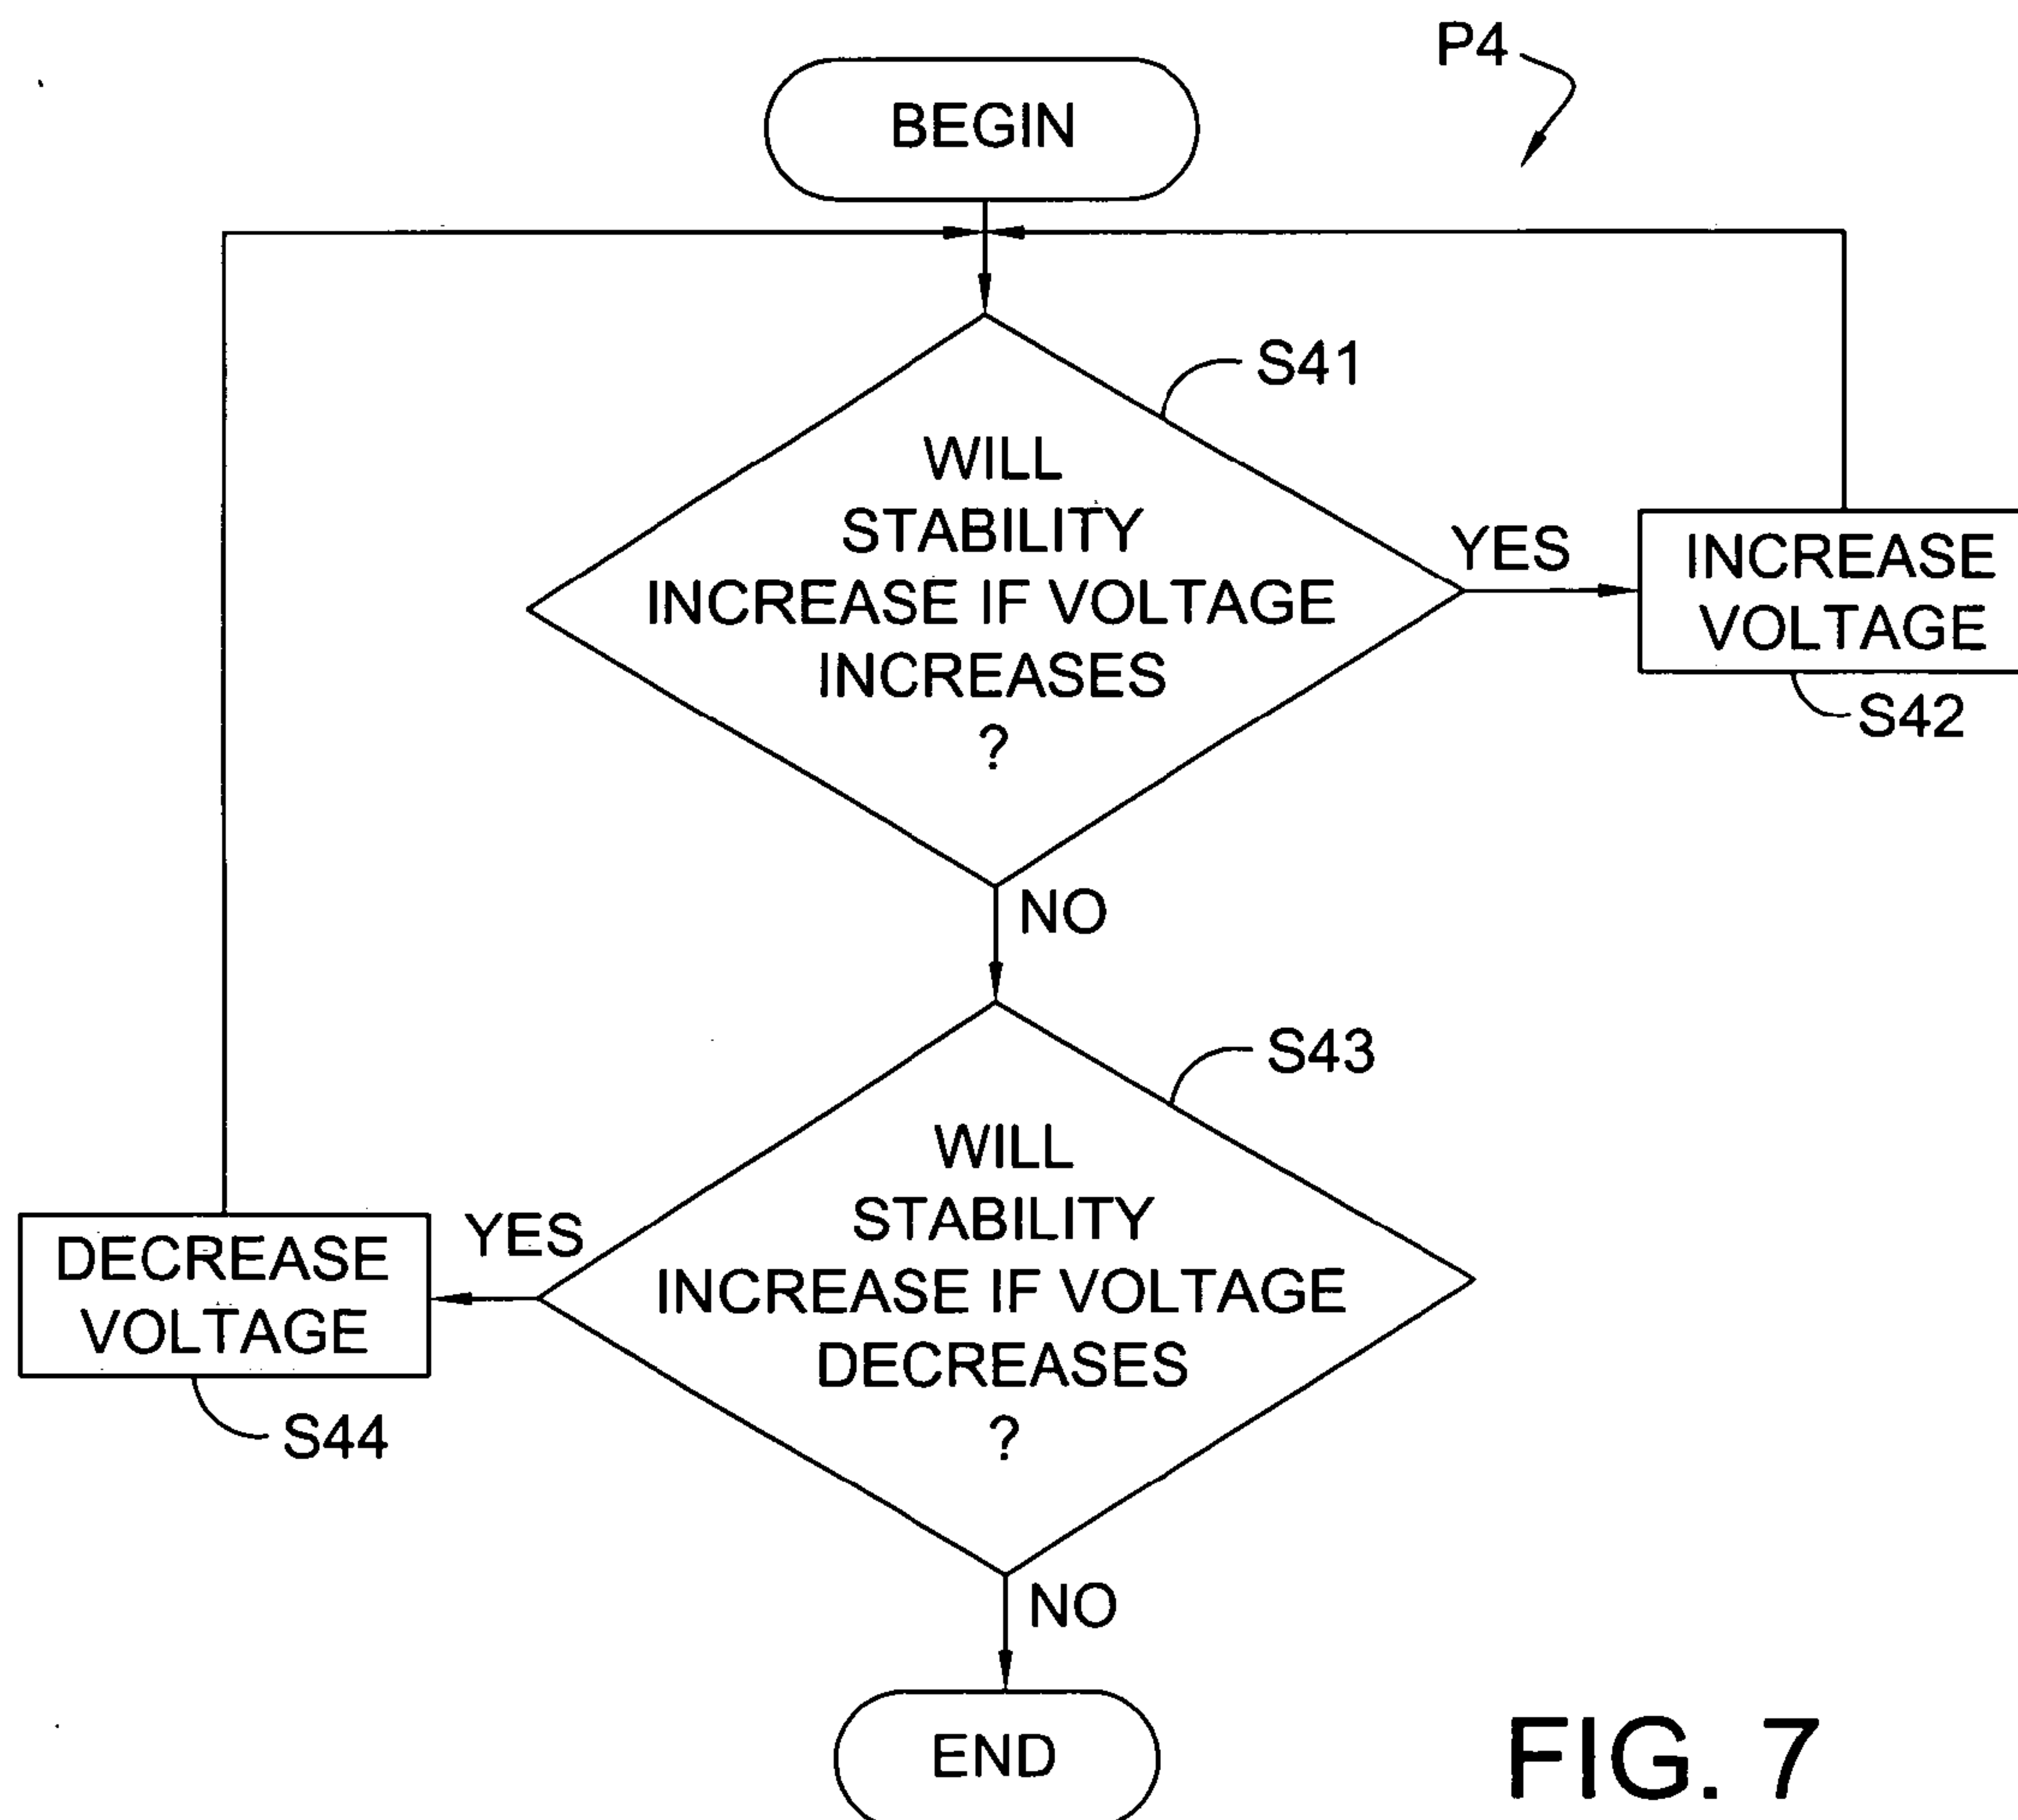 P4
BEGIN
S41
WILL
STABILITY
INCREASE IF VOLTAGE
INCREASES
?
YES
INCREASE
VOLTAGE
S42
NO
S43
WILL
STABILITY
INCREASE IF VOLTAGE
DECREASES
?
YES
DECREASE
VOLTAGE
S44
NO
END
FIG. 7